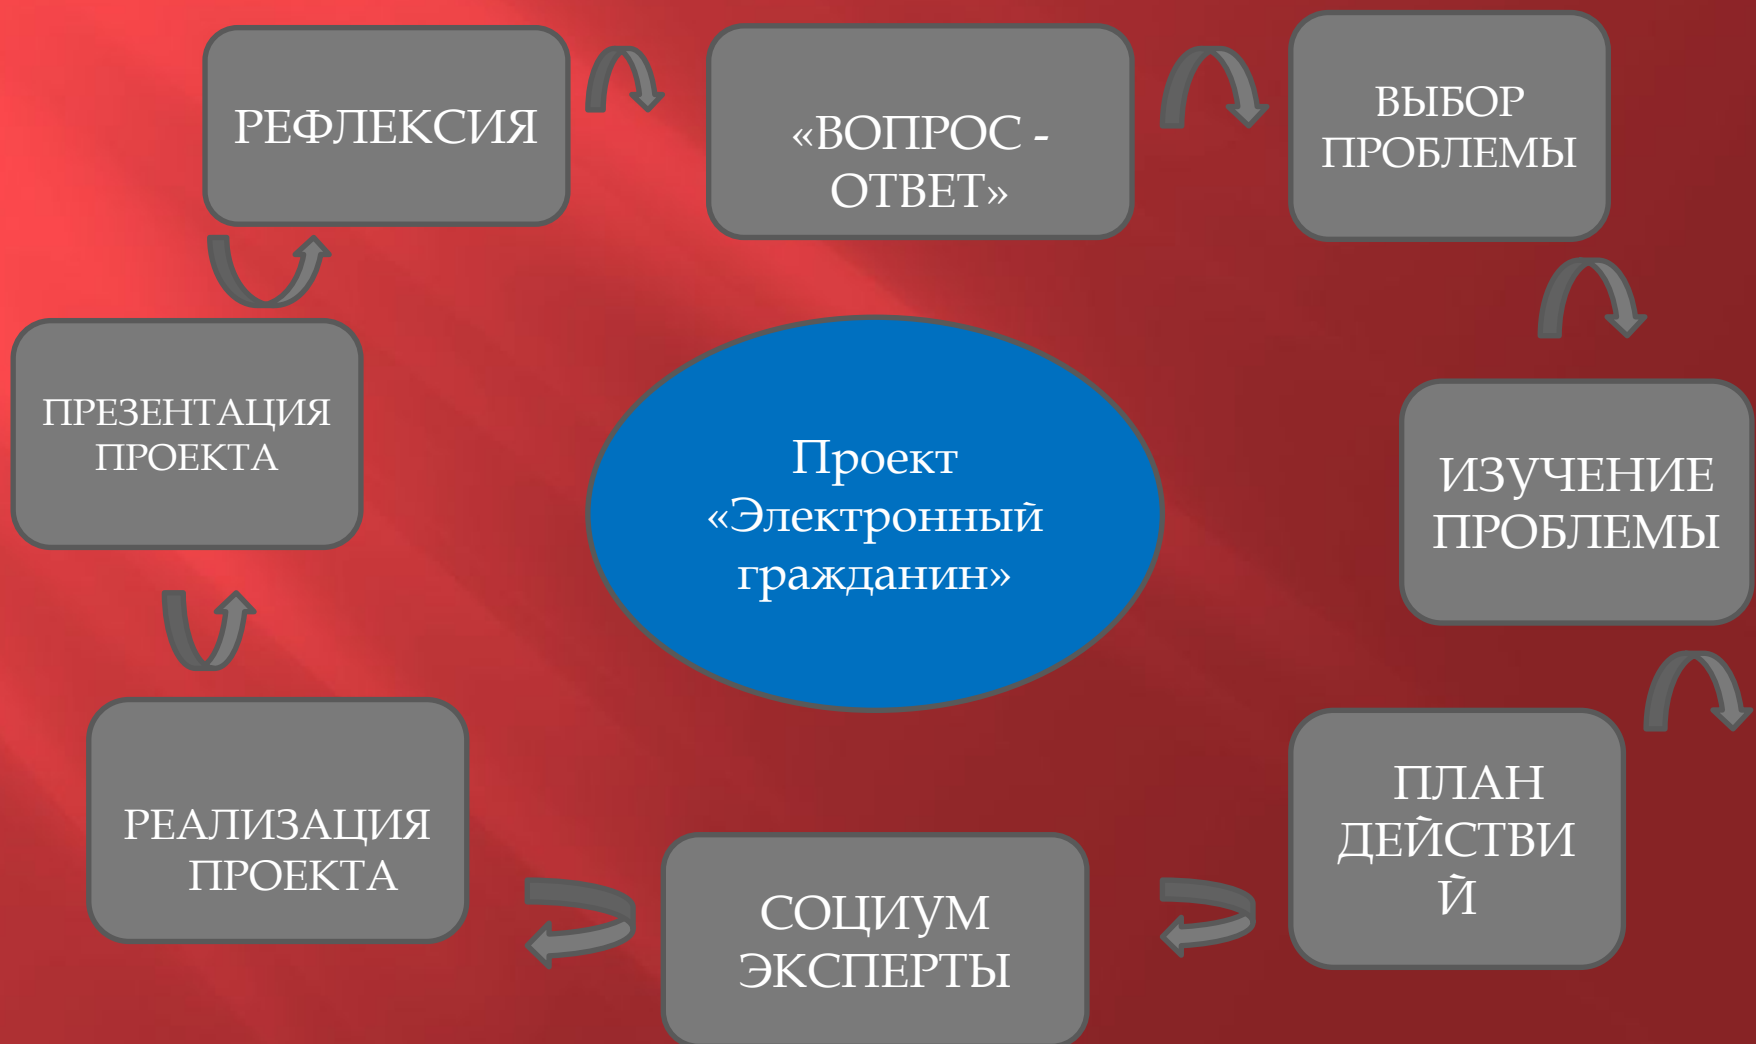 РЕФЛЕКСИЯ
«ВОПРОС -
ОТВЕТ»
ВЫБОР
ПРОБЛЕМЫ
ПРЕЗЕНТАЦИЯ
ПРОЕКТА
Проект
«Электронный
гражданин»
ИЗУЧЕНИЕ
ПРОБЛЕМЫ
РЕАЛИЗАЦИЯ
ПРОЕКТА
СОЦИУМ
ЭКСПЕРТЫ
ПЛАН
ДЕЙСТВИ
Й